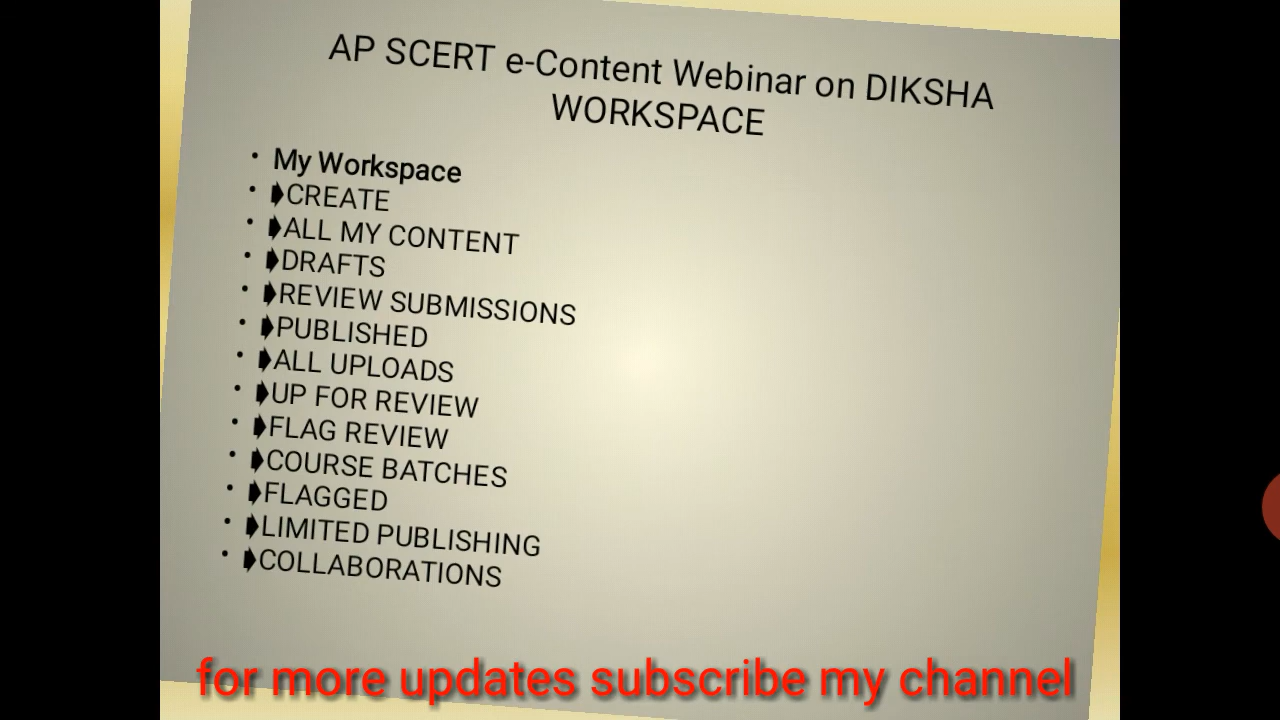 AP SCERT e-Content Webinar on DIKSHA
WORKSPACE
• My Workspace
• ➧CREATE
• ➧ALL MY CONTENT
• ➧DRAFTS
• ➧REVIEW SUBMISSIONS
• ➧PUBLISHED
• ➧ALL UPLOADS
• ➧UP FOR REVIEW
• ➧FLAG REVIEW
• ➧COURSE BATCHES
• ➧FLAGGED
• ➧LIMITED PUBLISHING
• ➧COLLABORATIONS
for more updates subscribe my channel